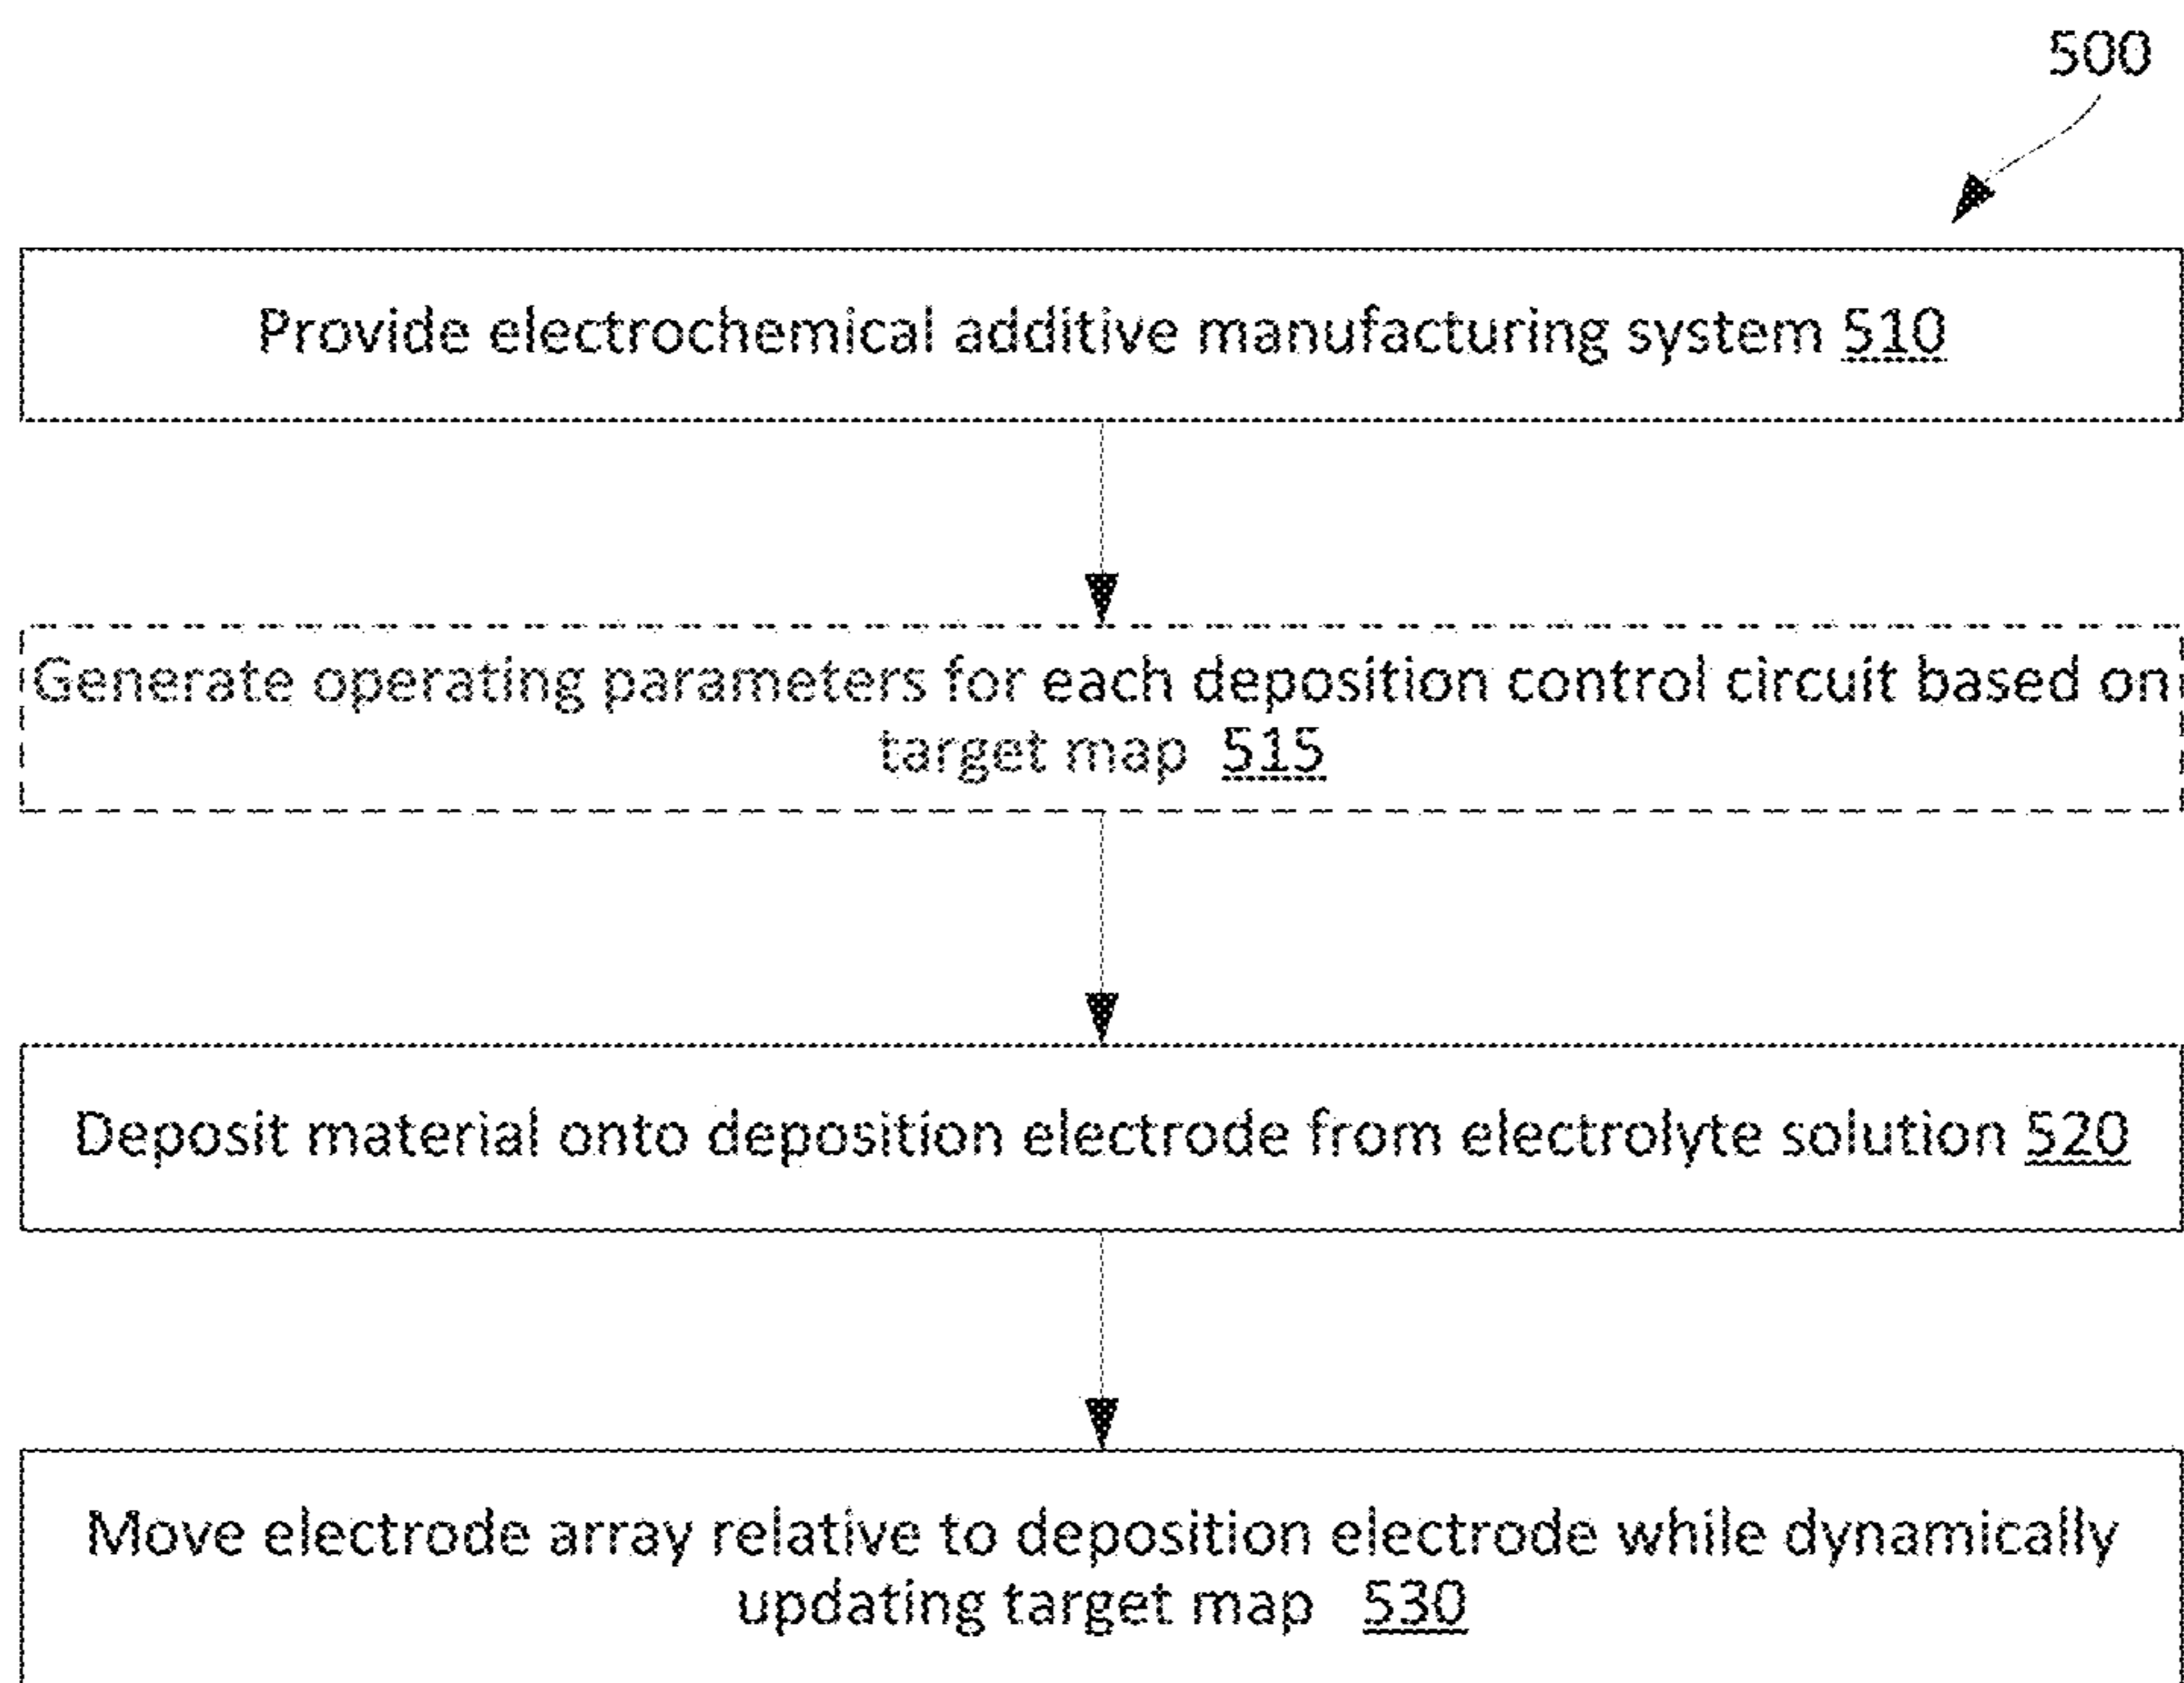 500
Provide electrochemical additive manufacturing system 510
Generate operating parameters for each deposition control circuit based on
target map 515
Deposit material onto deposition electrode from electrolyte solution 520
Move electrode array relative to deposition electrode while dynamically
updating target map 530